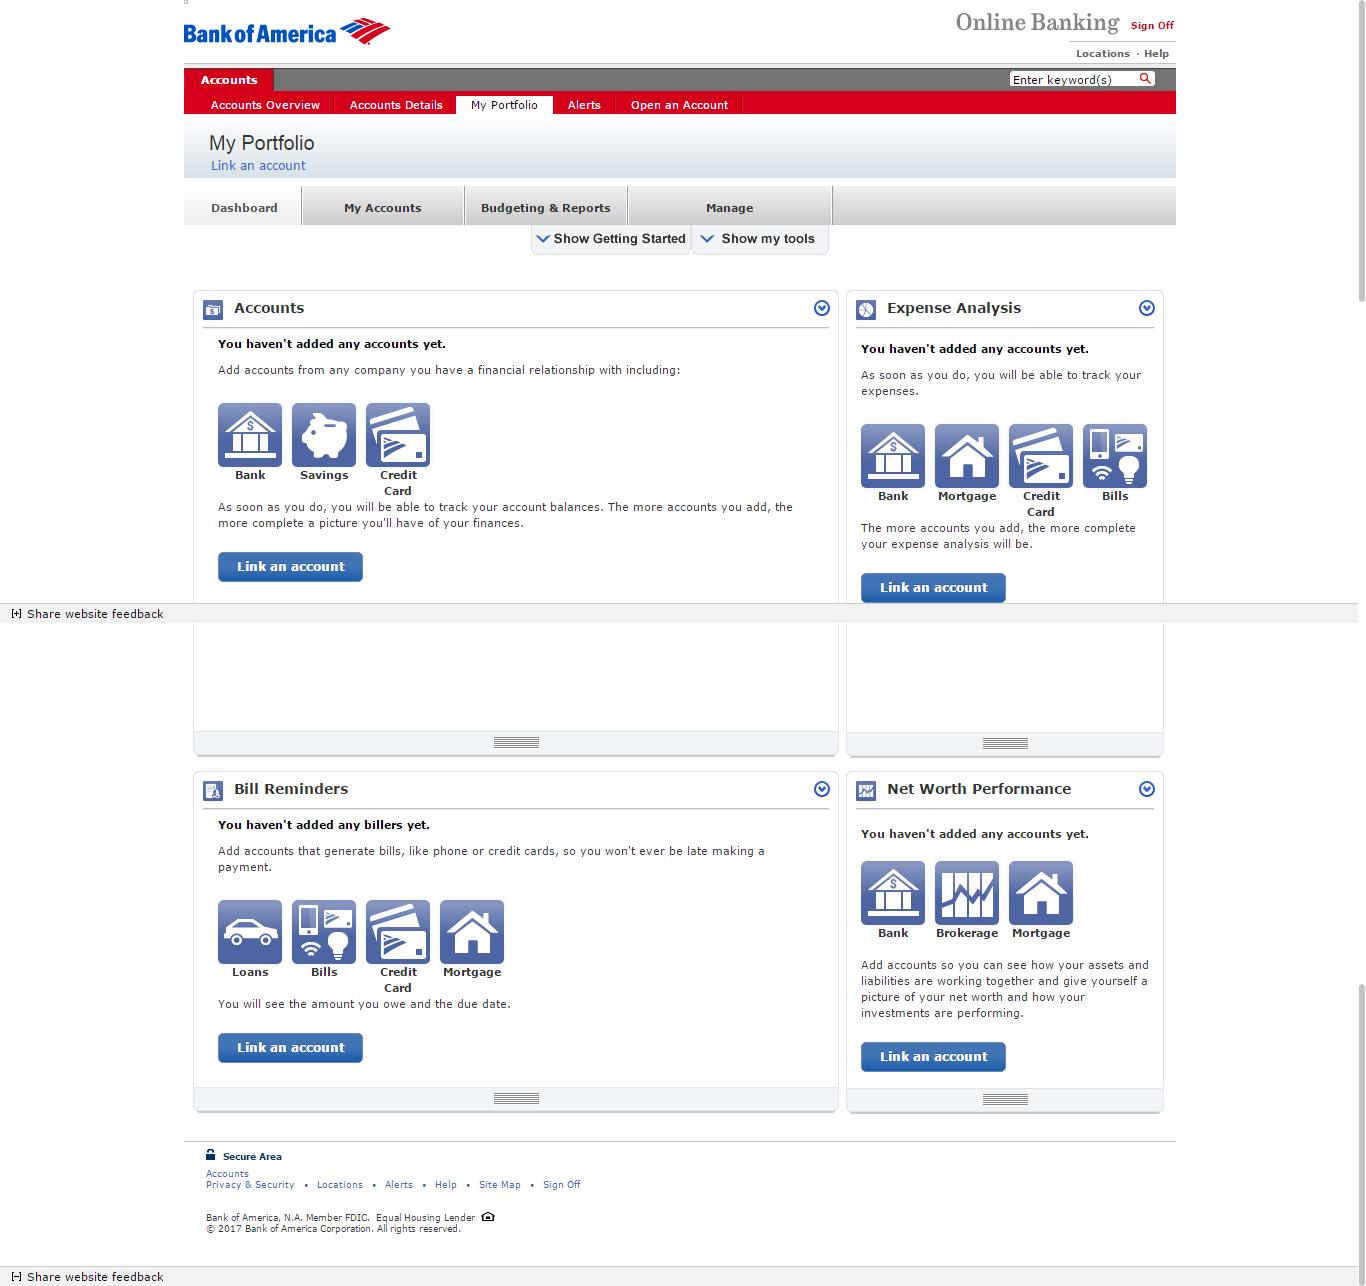 Bank of America
Online Banking
Sign Off
Locations · Help
Accounts
Enter keyword(s)
Accounts Overview
Accounts Details
My Portfolio
Alerts
Open an Account
My Portfolio
Link an account
Dashboard
My Accounts
Budgeting & Reports
Manage
Show Getting Started
Show my tools
Accounts
You haven't added any accounts yet.
Add accounts from any company you have a financial relationship with including:
Bank
Savings
Credit
Card
As soon as you do, you will be able to track your account balances. The more accounts you add, the
more complete a picture you'll have of your finances.
Link an account
Expense Analysis
You haven't added any accounts yet.
As soon as you do, you will be able to track your
expenses.
Bank
Mortgage
Credit
Card
Bills
The more accounts you add, the more complete
your expense analysis will be.
Link an account
[+] Share website feedback
Bill Reminders
You haven't added any billers yet.
Add accounts that generate bills, like phone or credit cards, so you won't ever be late making a
payment.
Loans
Bills
Credit
Card
Mortgage
You will see the amount you owe and the due date.
Link an account
Net Worth Performance
You haven't added any accounts yet.
Bank
Brokerage
Mortgage
Add accounts so you can see how your assets and
liabilities are working together and give yourself a
picture of your net worth and how your
investments are performing.
Link an account
Secure Area
Accounts
Privacy & Security • Locations • Alerts • Help • Site Map • Sign Off
Bank of America, N.A. Member FDIC. Equal Housing Lender
© 2017 Bank of America Corporation. All rights reserved.
[-] Share website feedback